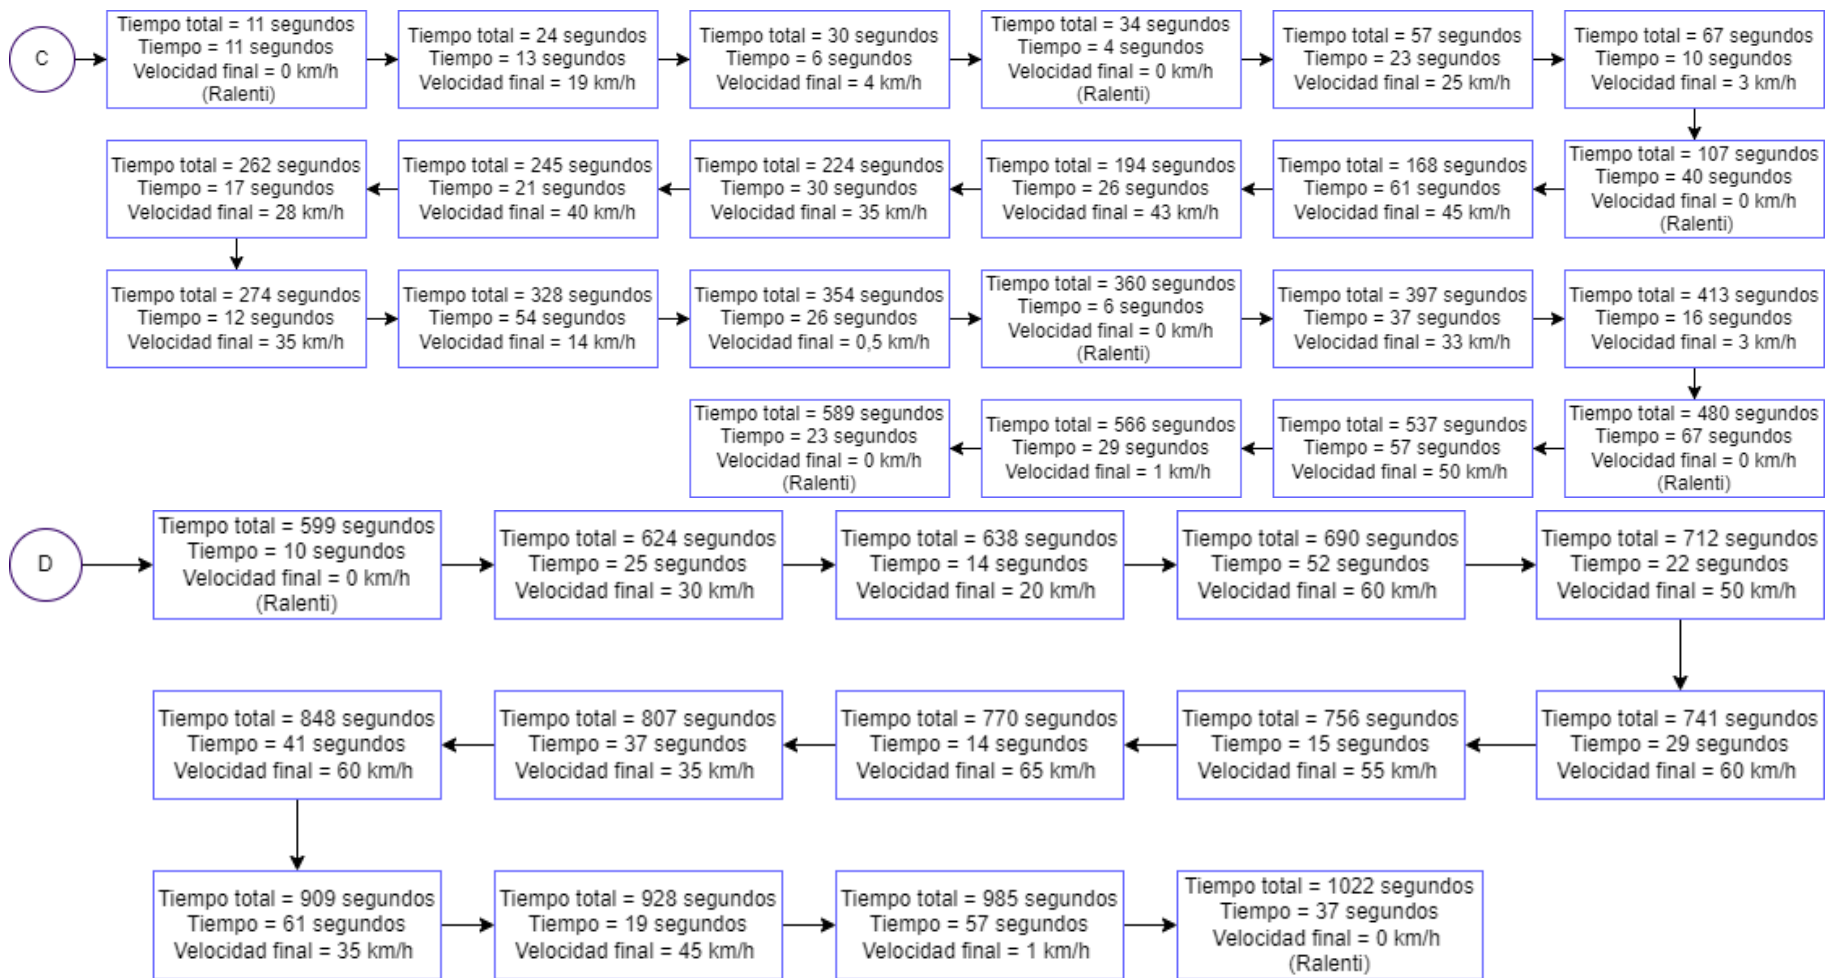 C
Tiempo total = 11 segundos
Tiempo = 11 segundos
Velocidad final = 0 km/h
(Ralenti)
Tiempo total = 24 segundos
Tiempo = 13 segundos
Velocidad final = 19 km/h
Tiempo total = 30 segundos
Tiempo = 6 segundos
Velocidad final = 4 km/h
Tiempo total = 34 segundos
Tiempo = 4 segundos
Velocidad final = 0 km/h
(Ralenti)
Tiempo total = 57 segundos
Tiempo = 23 segundos
Velocidad final = 25 km/h
Tiempo total = 67 segundos
Tiempo = 10 segundos
Velocidad final = 3 km/h
Tiempo total = 107 segundos
Tiempo = 40 segundos
Velocidad final = 0 km/h
(Ralenti)
Tiempo total = 168 segundos
Tiempo = 61 segundos
Velocidad final = 45 km/h
Tiempo total = 194 segundos
Tiempo = 26 segundos
Velocidad final = 43 km/h
Tiempo total = 224 segundos
Tiempo = 30 segundos
Velocidad final = 35 km/h
Tiempo total = 245 segundos
Tiempo = 21 segundos
Velocidad final = 40 km/h
Tiempo total = 262 segundos
Tiempo = 17 segundos
Velocidad final = 28 km/h
Tiempo total = 274 segundos
Tiempo = 12 segundos
Velocidad final = 35 km/h
Tiempo total = 328 segundos
Tiempo = 54 segundos
Velocidad final = 14 km/h
Tiempo total = 354 segundos
Tiempo = 26 segundos
Velocidad final = 0,5 km/h
Tiempo total = 360 segundos
Tiempo = 6 segundos
Velocidad final = 0 km/h
(Ralenti)
Tiempo total = 397 segundos
Tiempo = 37 segundos
Velocidad final = 33 km/h
Tiempo total = 413 segundos
Tiempo = 16 segundos
Velocidad final = 3 km/h
Tiempo total = 480 segundos
Tiempo = 67 segundos
Velocidad final = 0 km/h
(Ralenti)
Tiempo total = 537 segundos
Tiempo = 57 segundos
Velocidad final = 50 km/h
Tiempo total = 566 segundos
Tiempo = 29 segundos
Velocidad final = 1 km/h
Tiempo total = 589 segundos
Tiempo = 23 segundos
Velocidad final = 0 km/h
(Ralenti)
D
Tiempo total = 599 segundos
Tiempo = 10 segundos
Velocidad final = 0 km/h
(Ralenti)
Tiempo total = 624 segundos
Tiempo = 25 segundos
Velocidad final = 30 km/h
Tiempo total = 638 segundos
Tiempo = 14 segundos
Velocidad final = 20 km/h
Tiempo total = 690 segundos
Tiempo = 52 segundos
Velocidad final = 60 km/h
Tiempo total = 712 segundos
Tiempo = 22 segundos
Velocidad final = 50 km/h
Tiempo total = 741 segundos
Tiempo = 29 segundos
Velocidad final = 60 km/h
Tiempo total = 756 segundos
Tiempo = 15 segundos
Velocidad final = 55 km/h
Tiempo total = 770 segundos
Tiempo = 14 segundos
Velocidad final = 65 km/h
Tiempo total = 807 segundos
Tiempo = 37 segundos
Velocidad final = 35 km/h
Tiempo total = 848 segundos
Tiempo = 41 segundos
Velocidad final = 60 km/h
Tiempo total = 909 segundos
Tiempo = 61 segundos
Velocidad final = 35 km/h
Tiempo total = 928 segundos
Tiempo = 19 segundos
Velocidad final = 45 km/h
Tiempo total = 985 segundos
Tiempo = 57 segundos
Velocidad final = 1 km/h
Tiempo total = 1022 segundos
Tiempo = 37 segundos
Velocidad final = 0 km/h
(Ralenti)